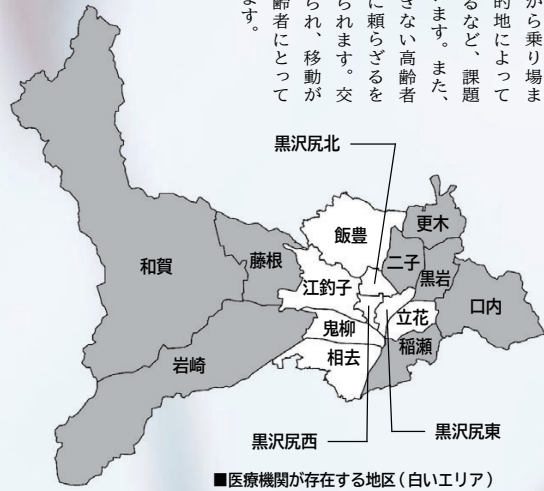 から乗り場ま
的地によって
るなど、課題
います。また、
きない高齢者
に頼らざるを
られます。交
られ、移動が
齢者にとって
ます。
黒沢尻北
更木
飯豊
二子
藤根
和賀
黒岩
江釣子
口内
立花
鬼柳
稲瀬
相去
岩崎
黒沢尻東
黒沢尻西
■医療機関が存在する地区(白いエリア)